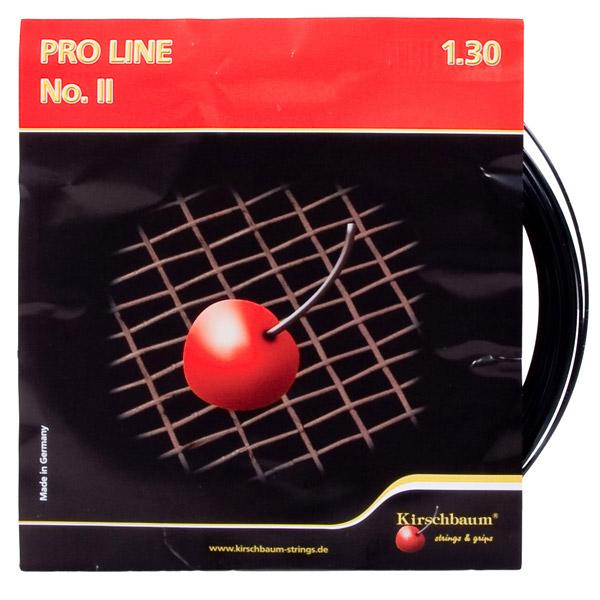 PRO LINE
No. II
1.30
Made in Germany
Kirschbaum®
strings & grips
www.kirschbaum-strings.de